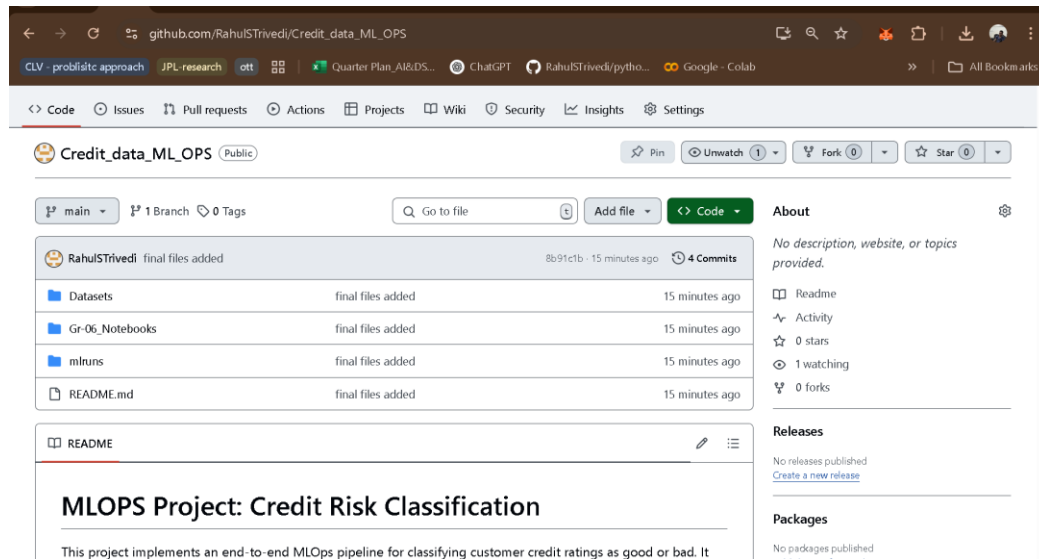 github.com/RahulSTrivedi/Credit_data_ML_OPS
CLV - problisitc approach JPL-research ott Quarter Plan_AI&DS... ChatGPT RahulSTrivedi/pytho... Google - Colab » All Bookmarks
Code Issues Pull requests Actions Projects Wiki Security Insights Settings
Credit_data_ML_OPS Public Pin Unwatch 1 Fork 0 Star 0
main 1 Branch 0 Tags Go to file t Add file Code
RahulSTrivedi final files added 8b91c1b · 15 minutes ago 4 Commits
Datasets final files added 15 minutes ago
Gr-06_Notebooks final files added 15 minutes ago
mlruns final files added 15 minutes ago
README.md final files added 15 minutes ago
README
MLOPS Project: Credit Risk Classification
This project implements an end-to-end MLOps pipeline for classifying customer credit ratings as good or bad. It
About
No description, website, or topics
provided.
Readme
Activity
0 stars
1 watching
0 forks
Releases
No releases published
Create a new release
Packages
No packages published